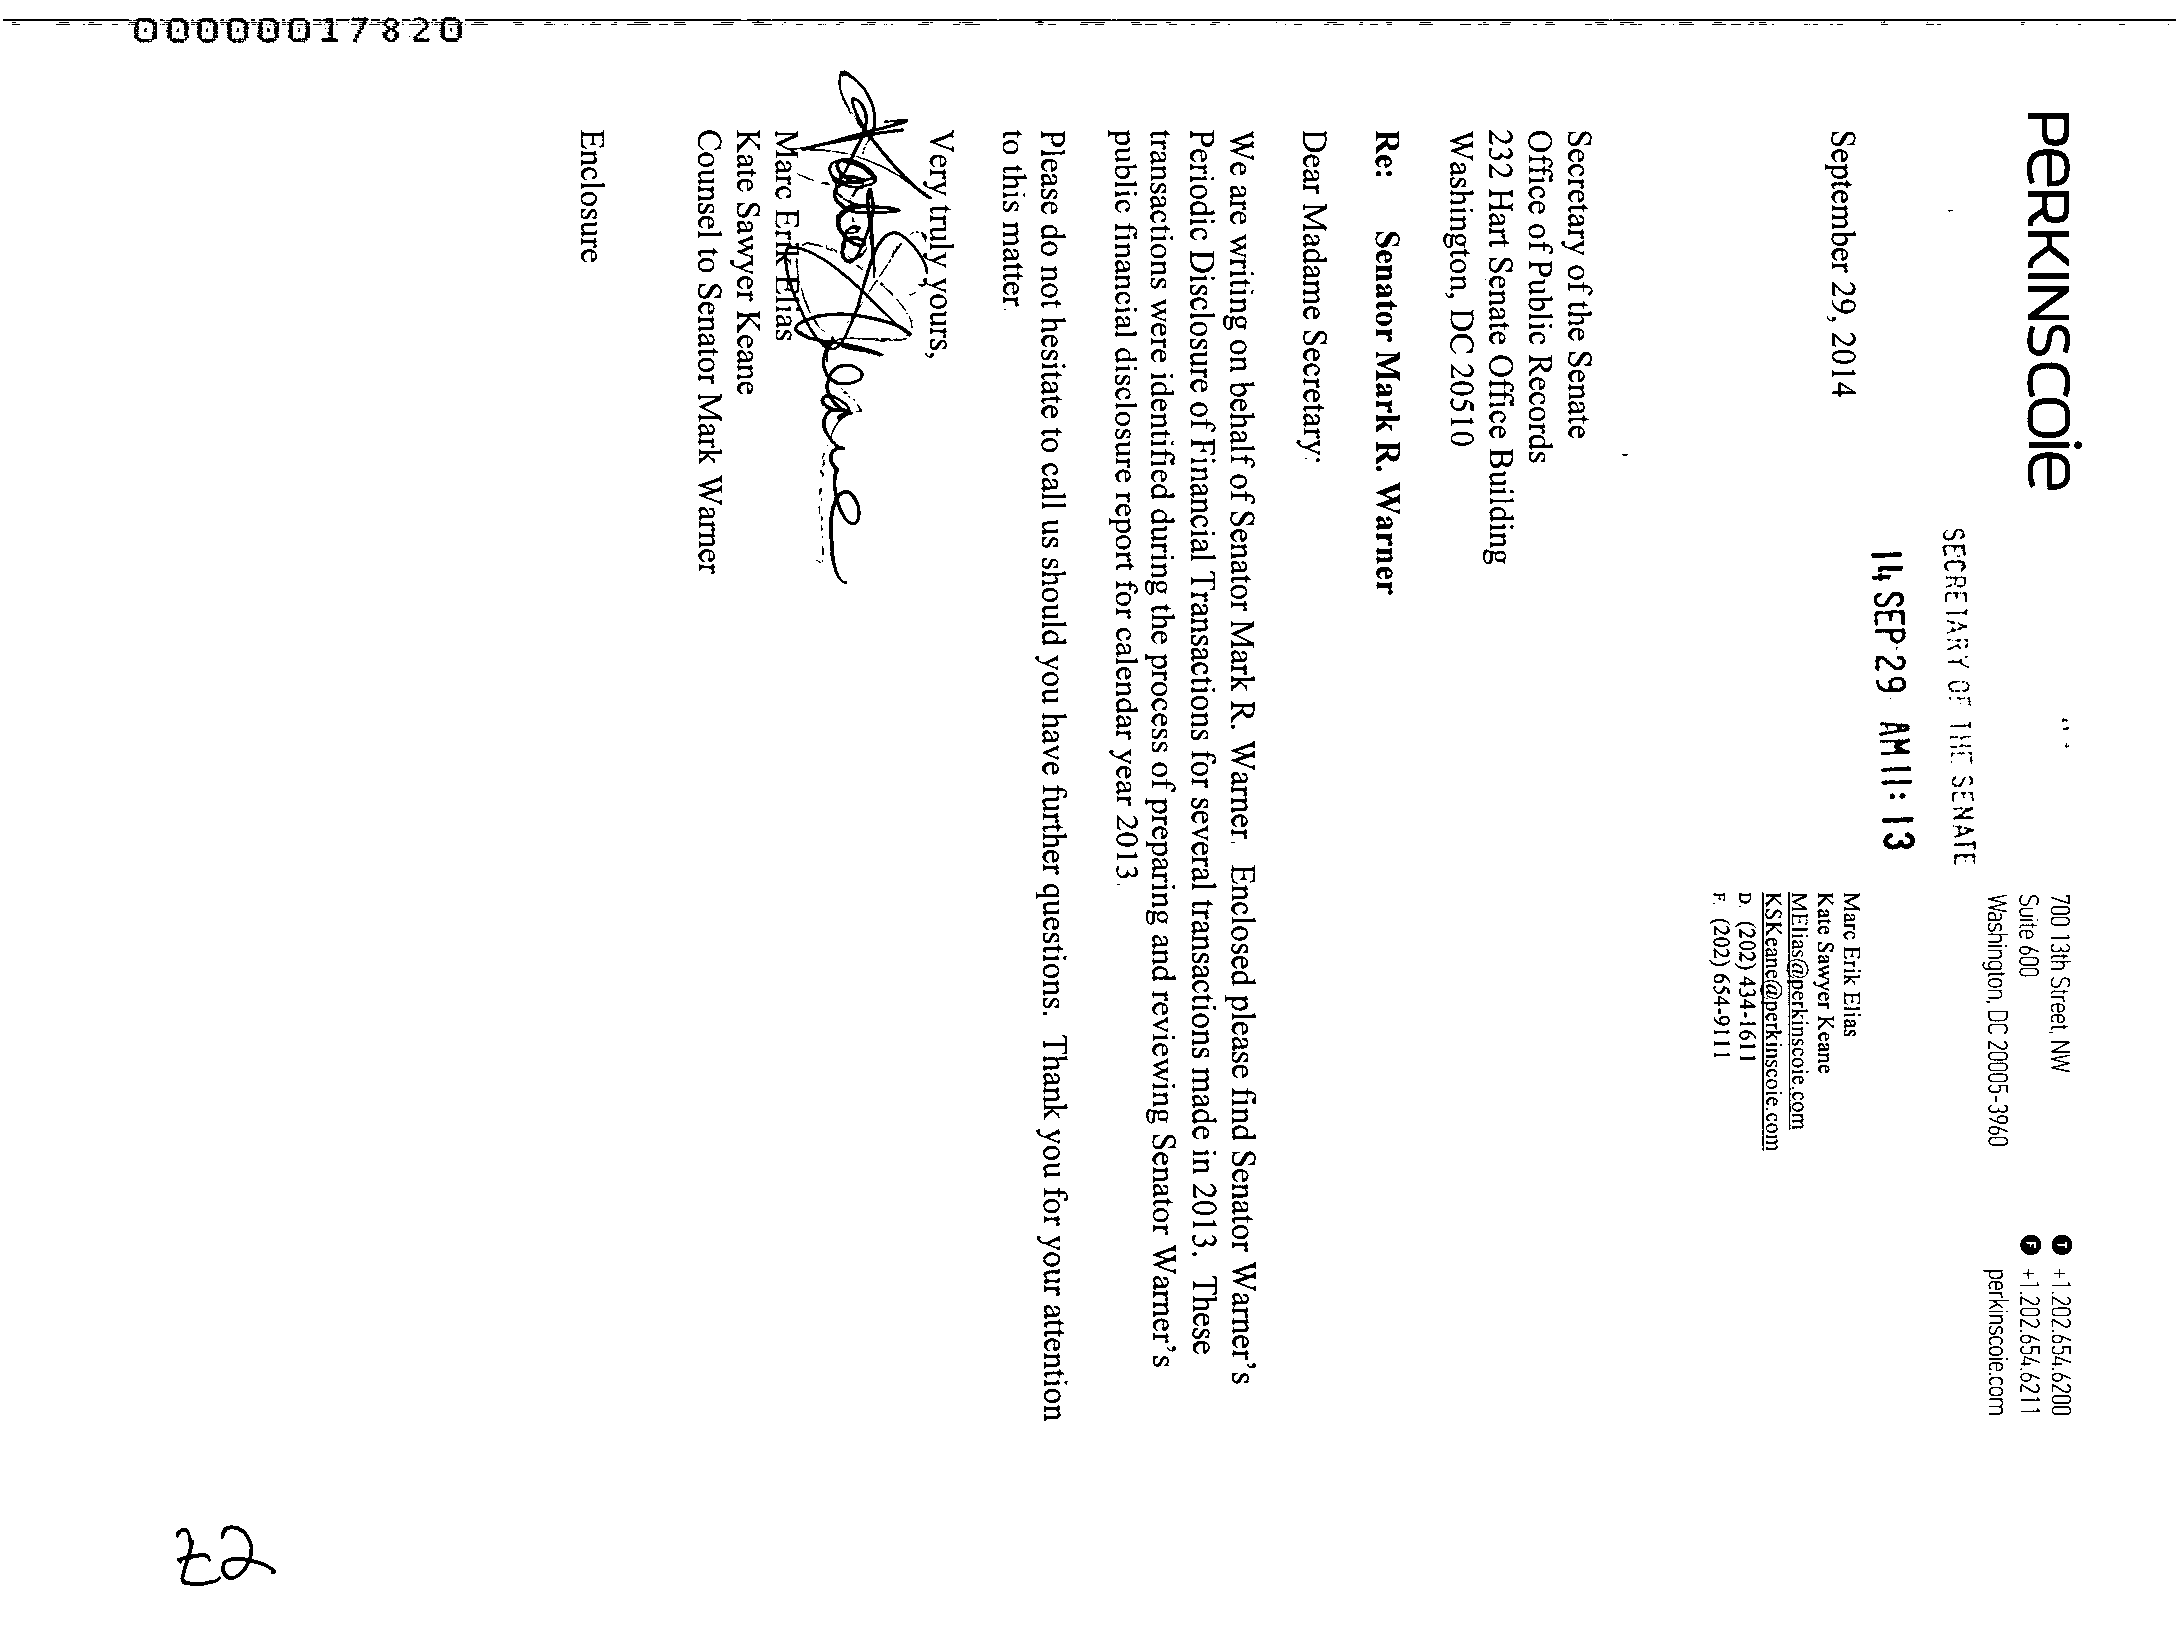 PERKINSCOIE
700 13th Street, NW
Suite 600
Washington, DC 20005-3960
T +1.202.654.6200
F +1.202.654.6211
perkinscoie.com
SECRETARY OF THE SENATE
14 SEP 29 AM 11: 13
September 29, 2014
Marc Erik Elias
Kate Sawyer Keane
MElias@perkinscoie.com
KSKeane@perkinscoie.com
D. (202) 434-1611
F. (202) 654-9111
Secretary of the Senate
Office of Public Records
232 Hart Senate Office Building
Washington, DC 20510
Re: Senator Mark R. Warner
Dear Madame Secretary:
We are writing on behalf of Senator Mark R. Warner. Enclosed please find Senator Warner's
Periodic Disclosure of Financial Transactions for several transactions made in 2013. These
transactions were identified during the process of preparing and reviewing Senator Warner's
public financial disclosure report for calendar year 2013.
Please do not hesitate to call us should you have further questions. Thank you for your attention
to this matter.
Very truly yours,
Marc Erik Elias
Kate Sawyer Keane
Counsel to Senator Mark Warner
Enclosure
00000017820